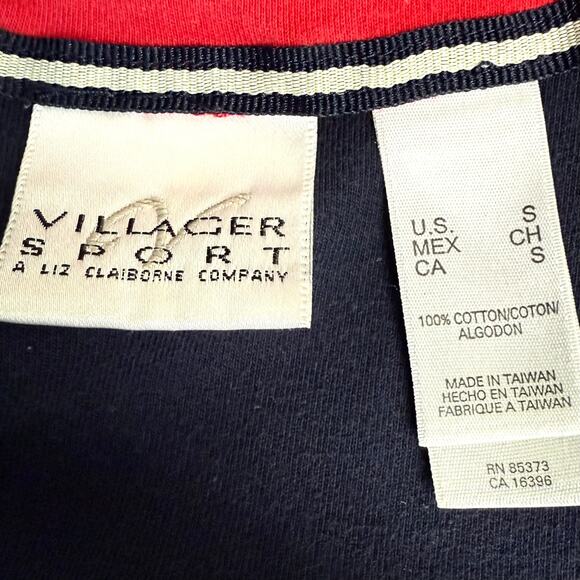 VILLAGER
SPORT
A LIZ CLAIBORNE COMPANY
U.S. S
MEX CH
CA S
100% COTTON/COTON/
ALGODON
MADE IN TAIWAN
HECHO EN TAIWAN
FABRIQUE A TAIWAN
RN 85373
CA 16396